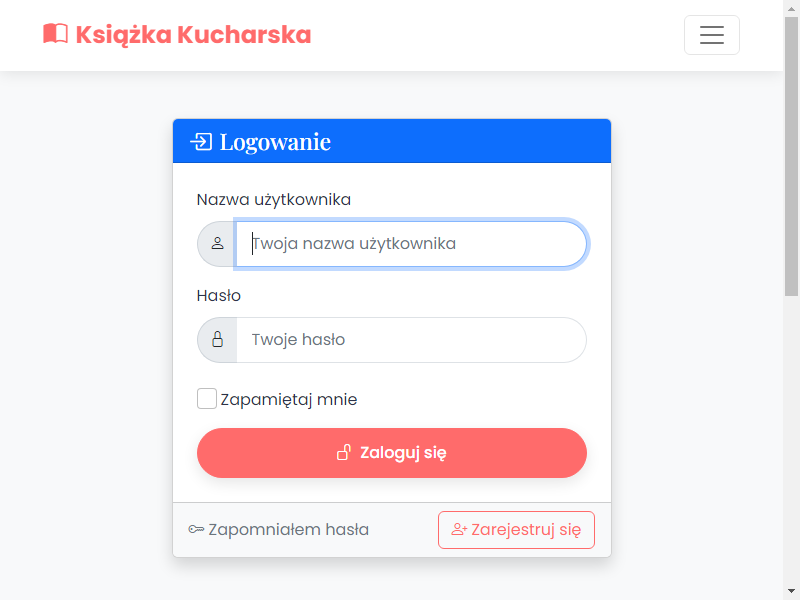 Książka Kucharska
Logowanie
Nazwa użytkownika
Twoja nazwa użytkownika
Hasło
Twoje hasło
Zapamiętaj mnie
Zaloguj się
Zapomniałem hasła
Zarejestruj się